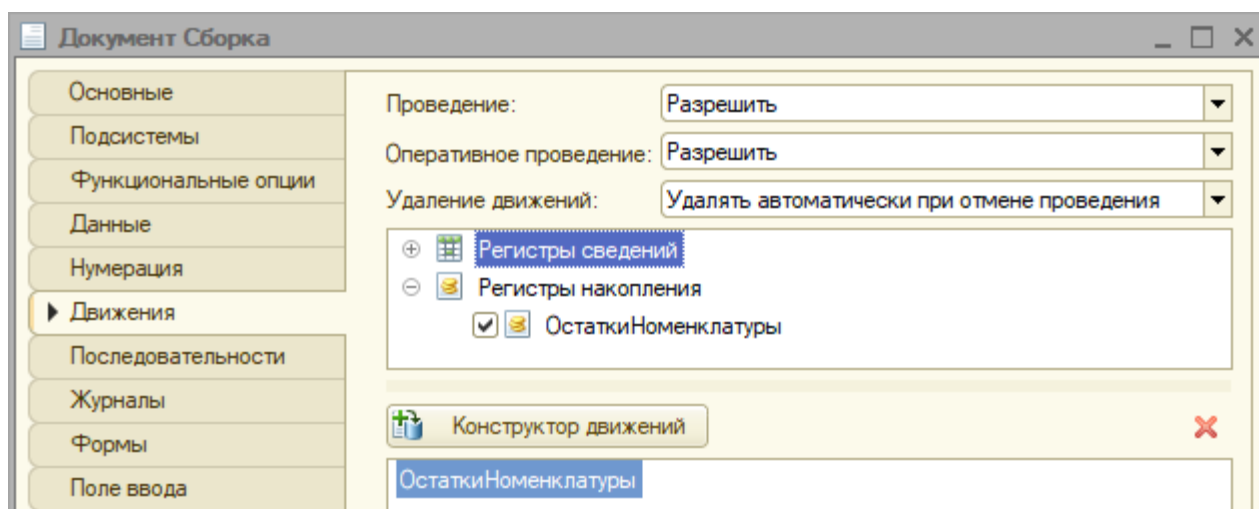 Документ Сборка
Основные
Подсистемы
Функциональные опции
Данные
Нумерация
Движения
Последовательности
Журналы
Формы
Поле ввода
Проведение: Разрешить
Оперативное проведение: Разрешить
Удаление движений: Удалять автоматически при отмене проведения
Регистры сведений
Регистры накопления
ОстаткиНоменклатуры
Конструктор движений
ОстаткиНоменклатуры